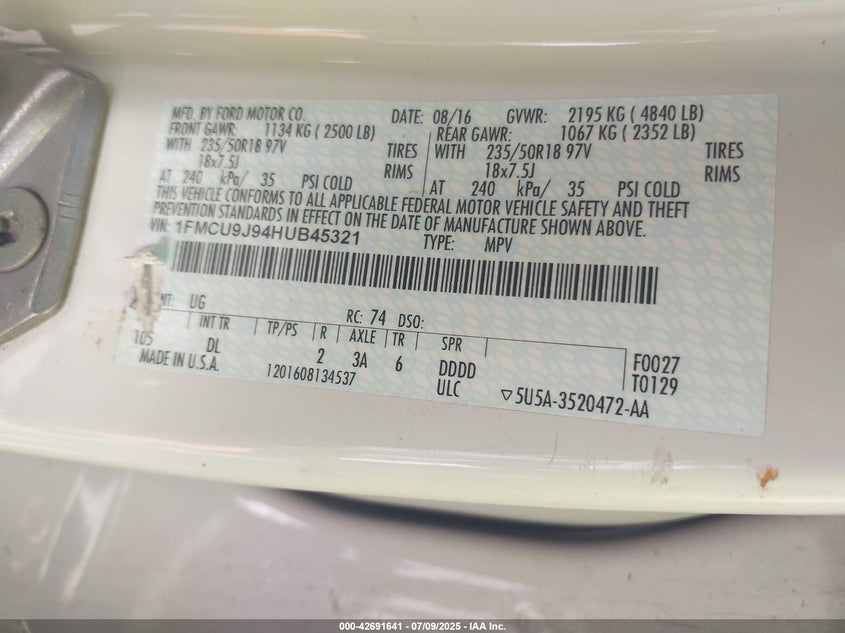 MFD. BY FORD MOTOR CO. DATE: 08/16 GVWR: 2195 KG ( 4840 LB)
FRONT GAWR: 1134 KG ( 2500 LB) REAR GAWR: 1067 KG ( 2352 LB)
WITH 235/50R18 97V TIRES WITH 235/50R18 97V TIRES
18x7.5J RIMS 18x7.5J RIMS
AT 240 kPa/ 35 PSI COLD AT 240 kPa/ 35 PSI COLD
THIS VEHICLE CONFORMS TO ALL APPLICABLE FEDERAL MOTOR VEHICLE SAFETY AND THEFT
PREVENTION STANDARDS IN EFFECT ON THE DATE OF MANUFACTURE SHOWN ABOVE.
VIN: 1FMCU9J94HUB45321 TYPE: MPV
UG RC: 74 DSO:
INT TR TP/PS R AXLE TR SPR
105 DL 2 3A 6 DDDD F0027
MADE IN U.S.A. 1201608134537 ULC ▽5U5A-3520472-AA T0129
000-42691641 / 07/09/2025 - IAA Inc.